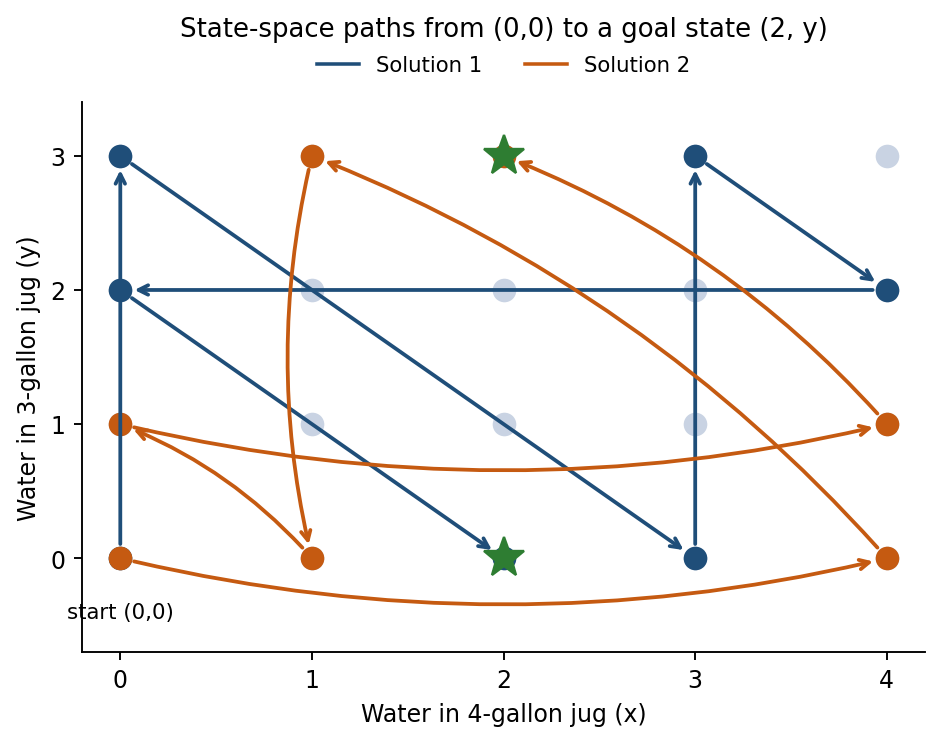 State-space paths from (0,0) to a goal state (2, y)
Solution 1
Solution 2
Water in 3-gallon jug (y)
3
2
1
0
start (0,0)
0
1
2
3
4
Water in 4-gallon jug (x)